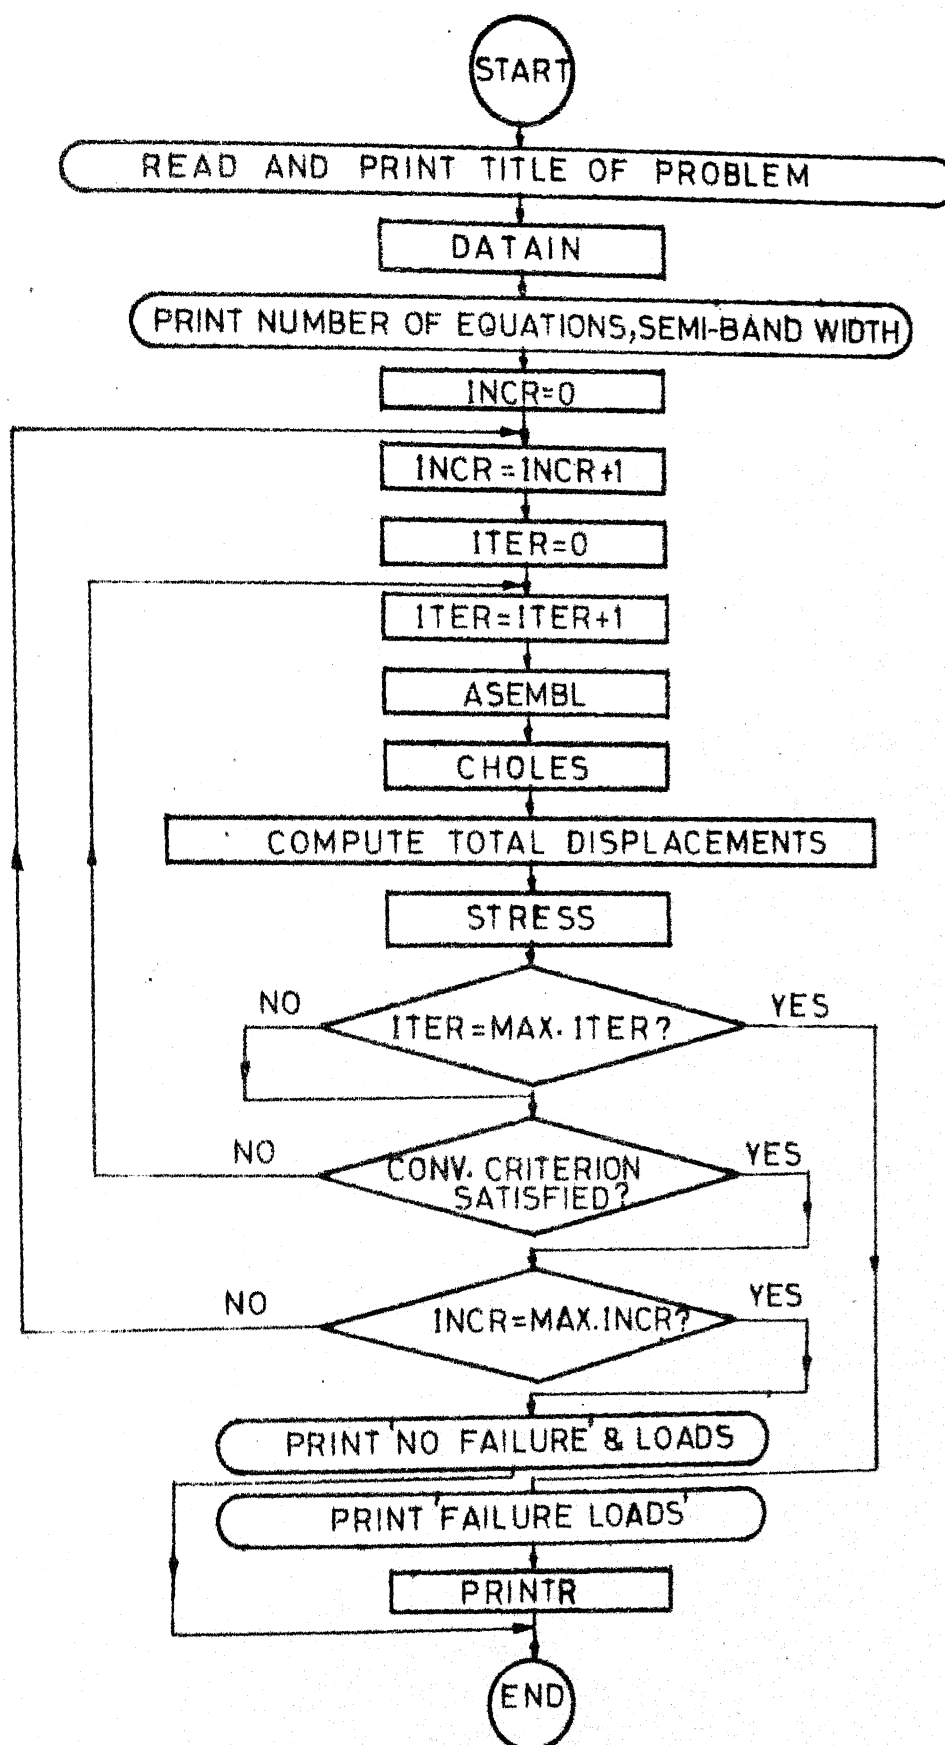 START
READ AND PRINT TITLE OF PROBLEM
DATAIN
PRINT NUMBER OF EQUATIONS,SEMI-BAND WIDTH
INCR=0
INCR=INCR+1
ITER=0
ITER=ITER+1
ASEMBL
CHOLES
COMPUTE TOTAL DISPLACEMENTS
STRESS
NO
YES
ITER=MAX. ITER?
NO
YES
CONV. CRITERION
SATISFIED?
NO
YES
INCR=MAX.INCR?
PRINT 'NO FAILURE' & LOADS
PRINT 'FAILURE LOADS'
PRINTR
END